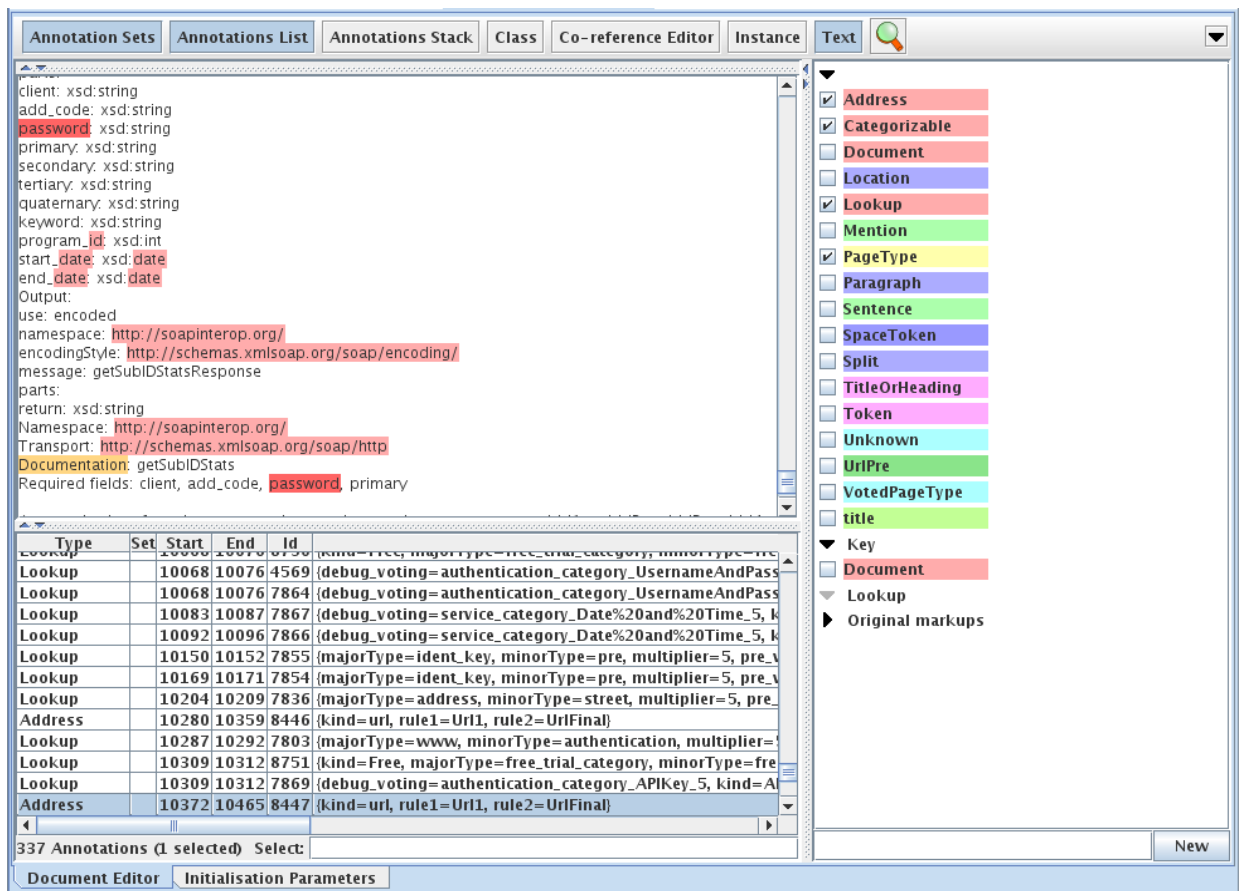 Annotation Sets Annotations List Annotations Stack Class Co-reference Editor Instance Text
client: xsd:string
add_code: xsd:string
password: xsd:string
primary: xsd:string
secondary: xsd:string
tertiary: xsd:string
quaternary: xsd:string
keyword: xsd:string
program_id: xsd:int
start_date: xsd:date
end_date: xsd:date
Output:
use: encoded
namespace: http://soapinterop.org/
encodingStyle: http://schemas.xmlsoap.org/soap/encoding/
message: getSubIDStatsResponse
parts:
return: xsd:string
Namespace: http://soapinterop.org/
Transport: http://schemas.xmlsoap.org/soap/http
Documentation: getSubIDStats
Required fields: client, add_code, password, primary
Type Set Start End Id
Lookup 10068 10076 4569 {debug_voting=authentication_category_UsernameAndPass
Lookup 10068 10076 7864 {debug_voting=authentication_category_UsernameAndPass
Lookup 10083 10087 7867 {debug_voting=service_category_Date%20and%20Time_5, k
Lookup 10092 10096 7866 {debug_voting=service_category_Date%20and%20Time_5, k
Lookup 10150 10152 7855 {majorType=ident_key, minorType=pre, multiplier=5, pre_v
Lookup 10169 10171 7854 {majorType=ident_key, minorType=pre, multiplier=5, pre_v
Lookup 10204 10209 7836 {majorType=address, minorType=street, multiplier=5, pre_
Address 10280 10359 8446 {kind=url, rule1=Url1, rule2=UrlFinal}
Lookup 10287 10292 7803 {majorType=www, minorType=authentication, multiplier=5
Lookup 10309 10312 8751 {kind=Free, majorType=free_trial_category, minorType=fre
Lookup 10309 10312 7869 {debug_voting=authentication_category_APIKey_5, kind=AI
Address 10372 10465 8447 {kind=url, rule1=Url1, rule2=UrlFinal}
337 Annotations (1 selected) Select:
Document Editor Initialisation Parameters
Address
Categorizable
Document
Location
Lookup
Mention
PageType
Paragraph
Sentence
SpaceToken
Split
TitleOrHeading
Token
Unknown
UrlPre
VotedPageType
title
Key
Document
Lookup
Original markups
New